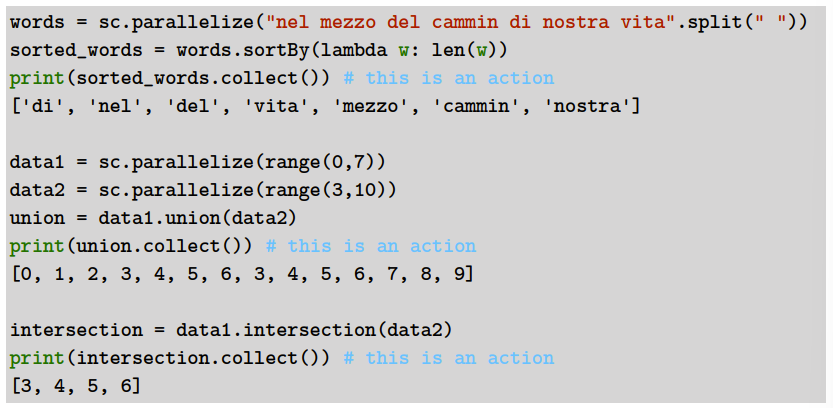 words = sc.parallelize("nel mezzo del cammin di nostra vita".split(" "))
sorted_words = words.sortBy(lambda w: len(w))
print(sorted_words.collect()) # this is an action
['di', 'nel', 'del', 'vita', 'mezzo', 'cammin', 'nostra']
data1 = sc.parallelize(range(0,7))
data2 = sc.parallelize(range(3,10))
union = data1.union(data2)
print(union.collect()) # this is an action
[0, 1, 2, 3, 4, 5, 6, 3, 4, 5, 6, 7, 8, 9]
intersection = data1.intersection(data2)
print(intersection.collect()) # this is an action
[3, 4, 5, 6]